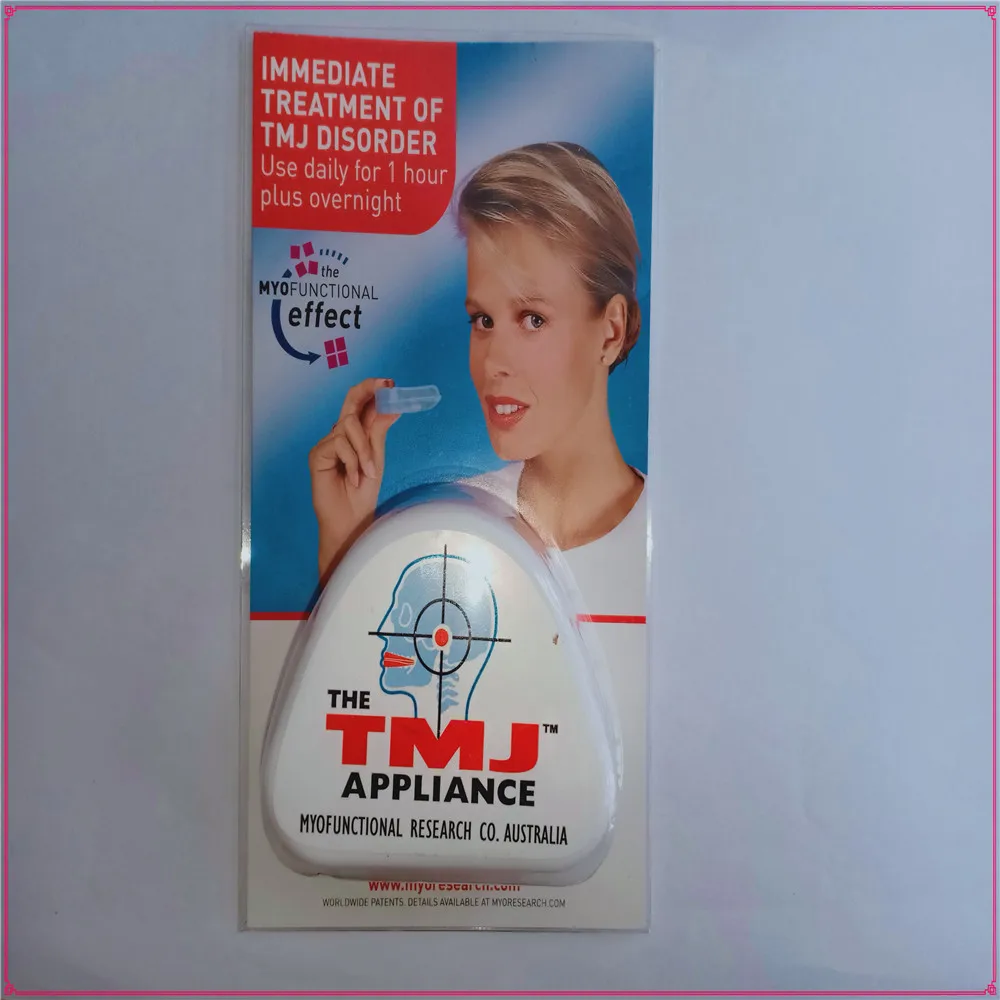 IMMEDIATE
TREATMENT OF
TMJ DISORDER
Use daily for 1 hour
plus overnight
the
MYOFUNCTIONAL
effect
THE
TMJ™
APPLIANCE
MYOFUNCTIONAL RESEARCH CO. AUSTRALIA
www.myoresearch.com
WORLDWIDE PATENTS. DETAILS AVAILABLE AT MYORESEARCH.COM